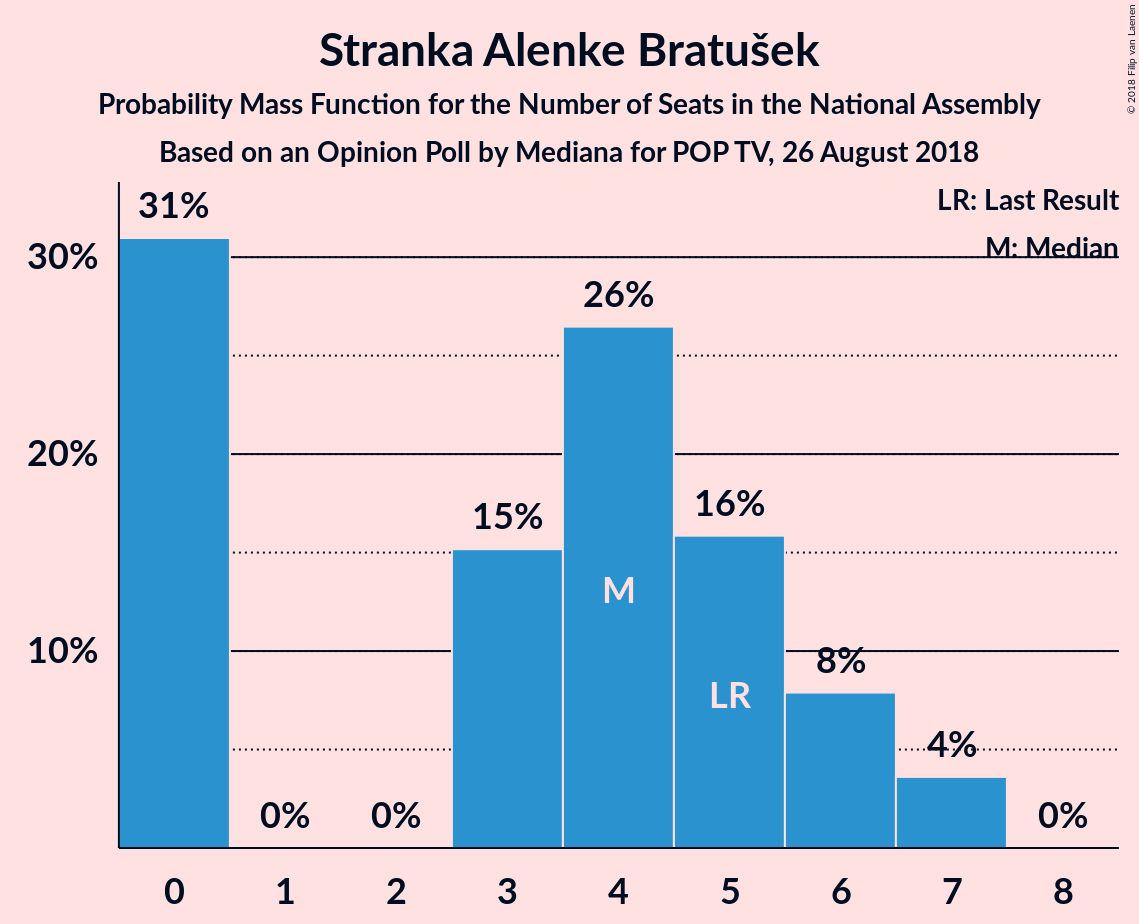 Stranka Alenke Bratušek
Probability Mass Function for the Number of Seats in the National Assembly
Based on an Opinion Poll by Mediana for POP TV, 26 August 2018
© 2018 Filip van Laenen
LR: Last Result
M: Median
31%
30%
26%
20%
16%
15%
M
LR
10%
8%
4%
0%
0%
0%
0
1
2
3
4
5
6
7
8